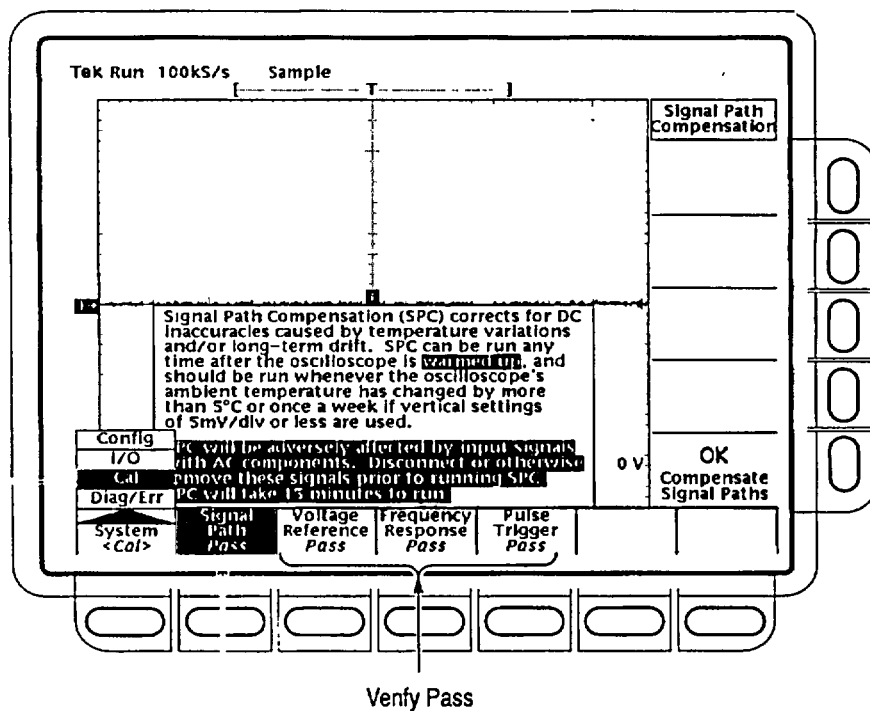 Tek Run 100kS/s Sample
[ T ]
Signal Path
Compensation
Signal Path Compensation (SPC) corrects for DC
inaccuracies caused by temperature variations
and/or long-term drift. SPC can be run any
time after the oscilloscope is warmed up, and
should be run whenever the oscilloscope's
ambient temperature has changed by more
than 5°C or once a week if vertical settings
of 5mV/div or less are used.
PC will be adversely affected by input signals
with AC components. Disconnect or otherwise
emove these signals prior to running SPC.
PC will take 15 minutes to run
Config
I/O
Cal
Diag/Err
0 V
OK
Compensate
Signal Paths
System
<Cal>
Signal
Path
Pass
Voltage
Reference
Pass
Frequency
Response
Pass
Pulse
Trigger
Pass
Venfy Pass